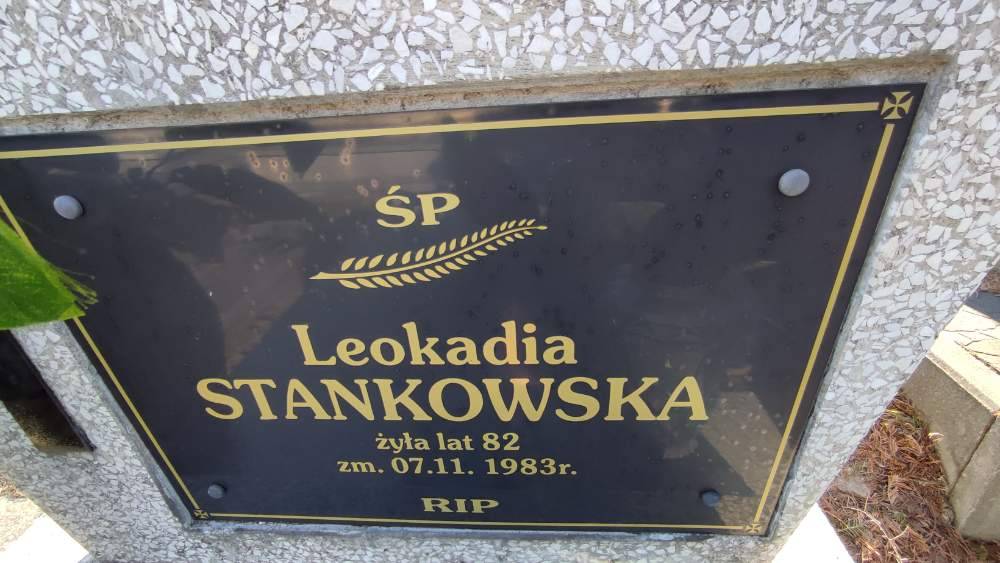 ŚP
Leokadia
STANKOWSKA
żyła lat 82
zm. 07.11. 1983r.
RIP